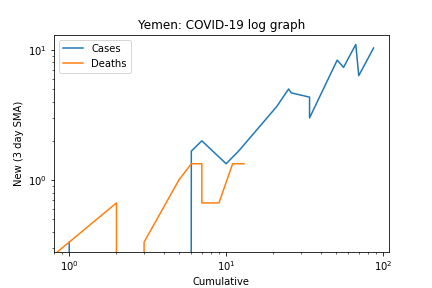 Yemen: COVID-19 log graph
Cases
Deaths
New (3 day SMA)
10¹
10⁰
10⁰ 10¹ 10²
Cumulative